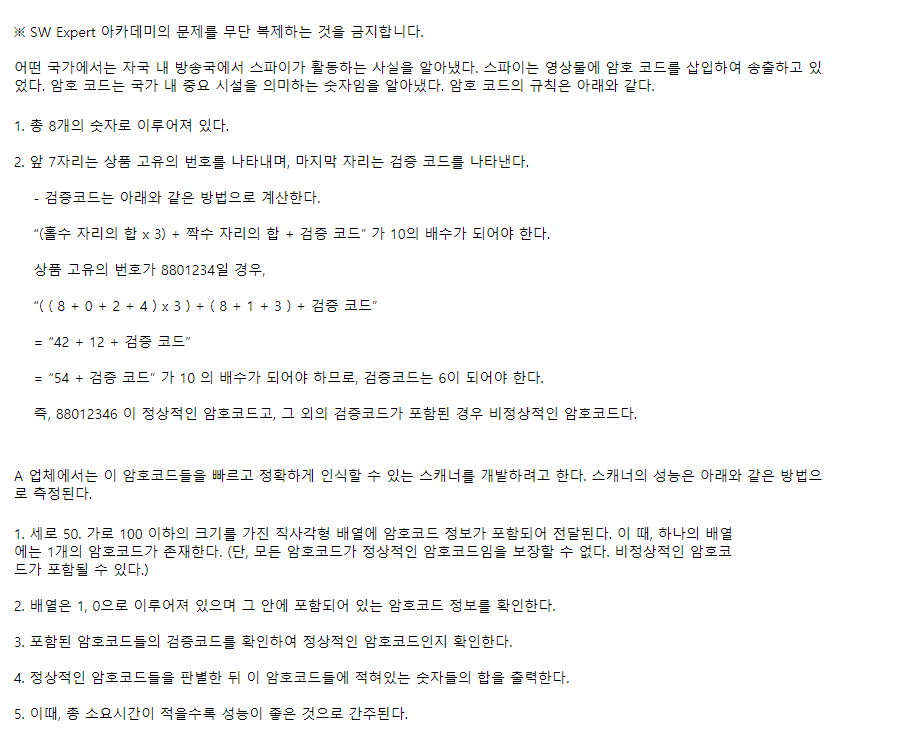 ※ SW Expert 아카데미의 문제를 무단 복제하는 것을 금지합니다.
어떤 국가에서는 자국 내 방송국에서 스파이가 활동하는 사실을 알아냈다. 스파이는 영상물에 암호 코드를 삽입하여 송출하고 있
었다. 암호 코드는 국가 내 중요 시설을 의미하는 숫자임을 알아냈다. 암호 코드의 규칙은 아래와 같다.
1. 총 8개의 숫자로 이루어져 있다.
2. 앞 7자리는 상품 고유의 번호를 나타내며, 마지막 자리는 검증 코드를 나타낸다.
- 검증코드는 아래와 같은 방법으로 계산한다.
“(홀수 자리의 합 x 3) + 짝수 자리의 합 + 검증 코드” 가 10의 배수가 되어야 한다.
상품 고유의 번호가 8801234일 경우,
“( ( 8 + 0 + 2 + 4 ) x 3 ) + ( 8 + 1 + 3 ) + 검증 코드”
= “42 + 12 + 검증 코드”
= “54 + 검증 코드” 가 10 의 배수가 되어야 하므로, 검증코드는 6이 되어야 한다.
즉, 88012346 이 정상적인 암호코드고, 그 외의 검증코드가 포함된 경우 비정상적인 암호코드다.
A 업체에서는 이 암호코드들을 빠르고 정확하게 인식할 수 있는 스캐너를 개발하려고 한다. 스캐너의 성능은 아래와 같은 방법으
로 측정된다.
1. 세로 50. 가로 100 이하의 크기를 가진 직사각형 배열에 암호코드 정보가 포함되어 전달된다. 이 때, 하나의 배열
에는 1개의 암호코드가 존재한다. (단, 모든 암호코드가 정상적인 암호코드임을 보장할 수 없다. 비정상적인 암호코
드가 포함될 수 있다.)
2. 배열은 1, 0으로 이루어져 있으며 그 안에 포함되어 있는 암호코드 정보를 확인한다.
3. 포함된 암호코드들의 검증코드를 확인하여 정상적인 암호코드인지 확인한다.
4. 정상적인 암호코드들을 판별한 뒤 이 암호코드들에 적혀있는 숫자들의 합을 출력한다.
5. 이때, 총 소요시간이 적을수록 성능이 좋은 것으로 간주된다.